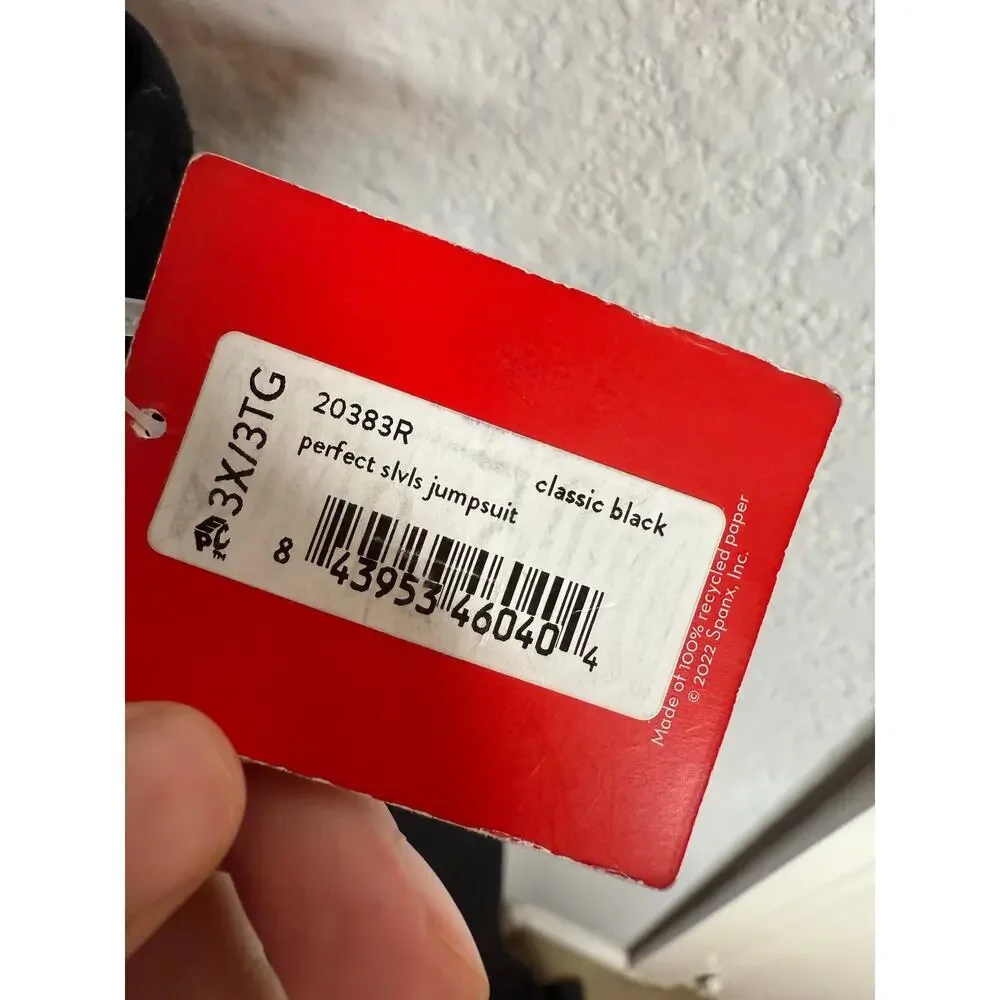 3X/3TG
EPC™
20383R
perfect slvls jumpsuit
classic black
8 43953 46040 4
Made of 100% recycled paper
© 2022 Spanx, Inc.